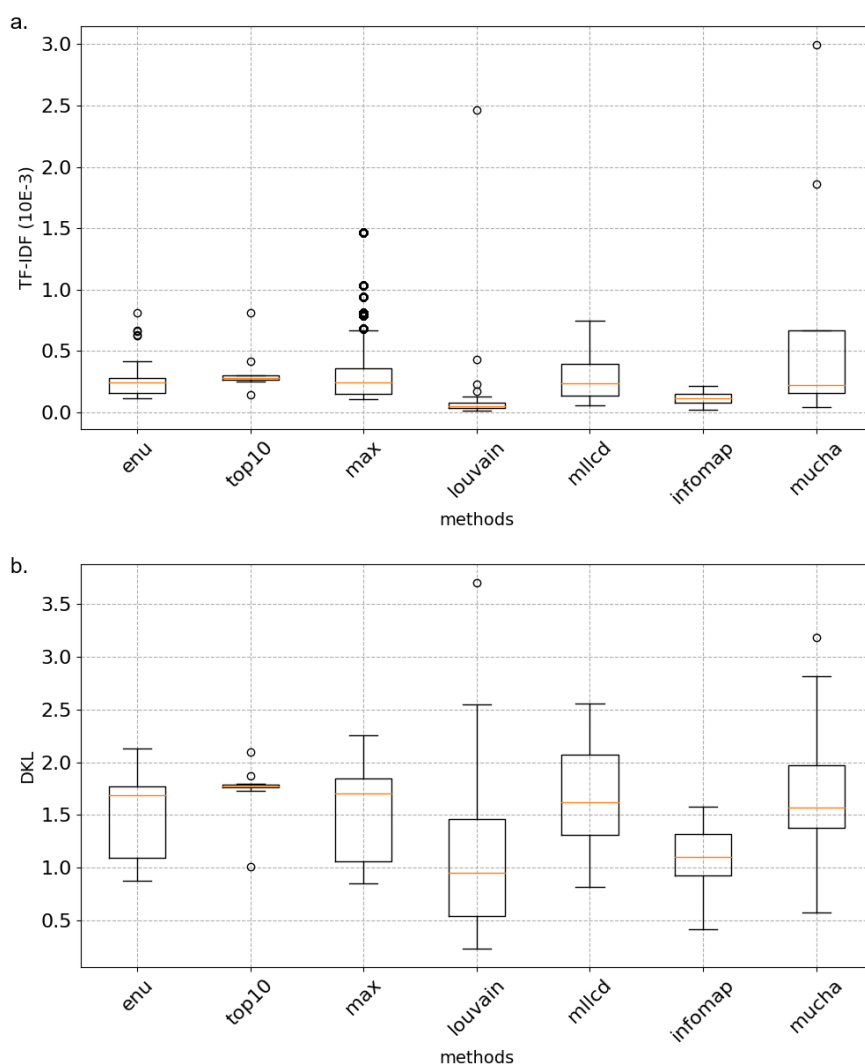 a.
3.0
2.5
2.0
1.5
1.0
0.5
0.0
TF-IDF (10E-3)
enu top10 max louvain mllcd infomap mucha
methods
b.
3.5
3.0
2.5
2.0
1.5
1.0
0.5
DKL
enu top10 max louvain mllcd infomap mucha
methods